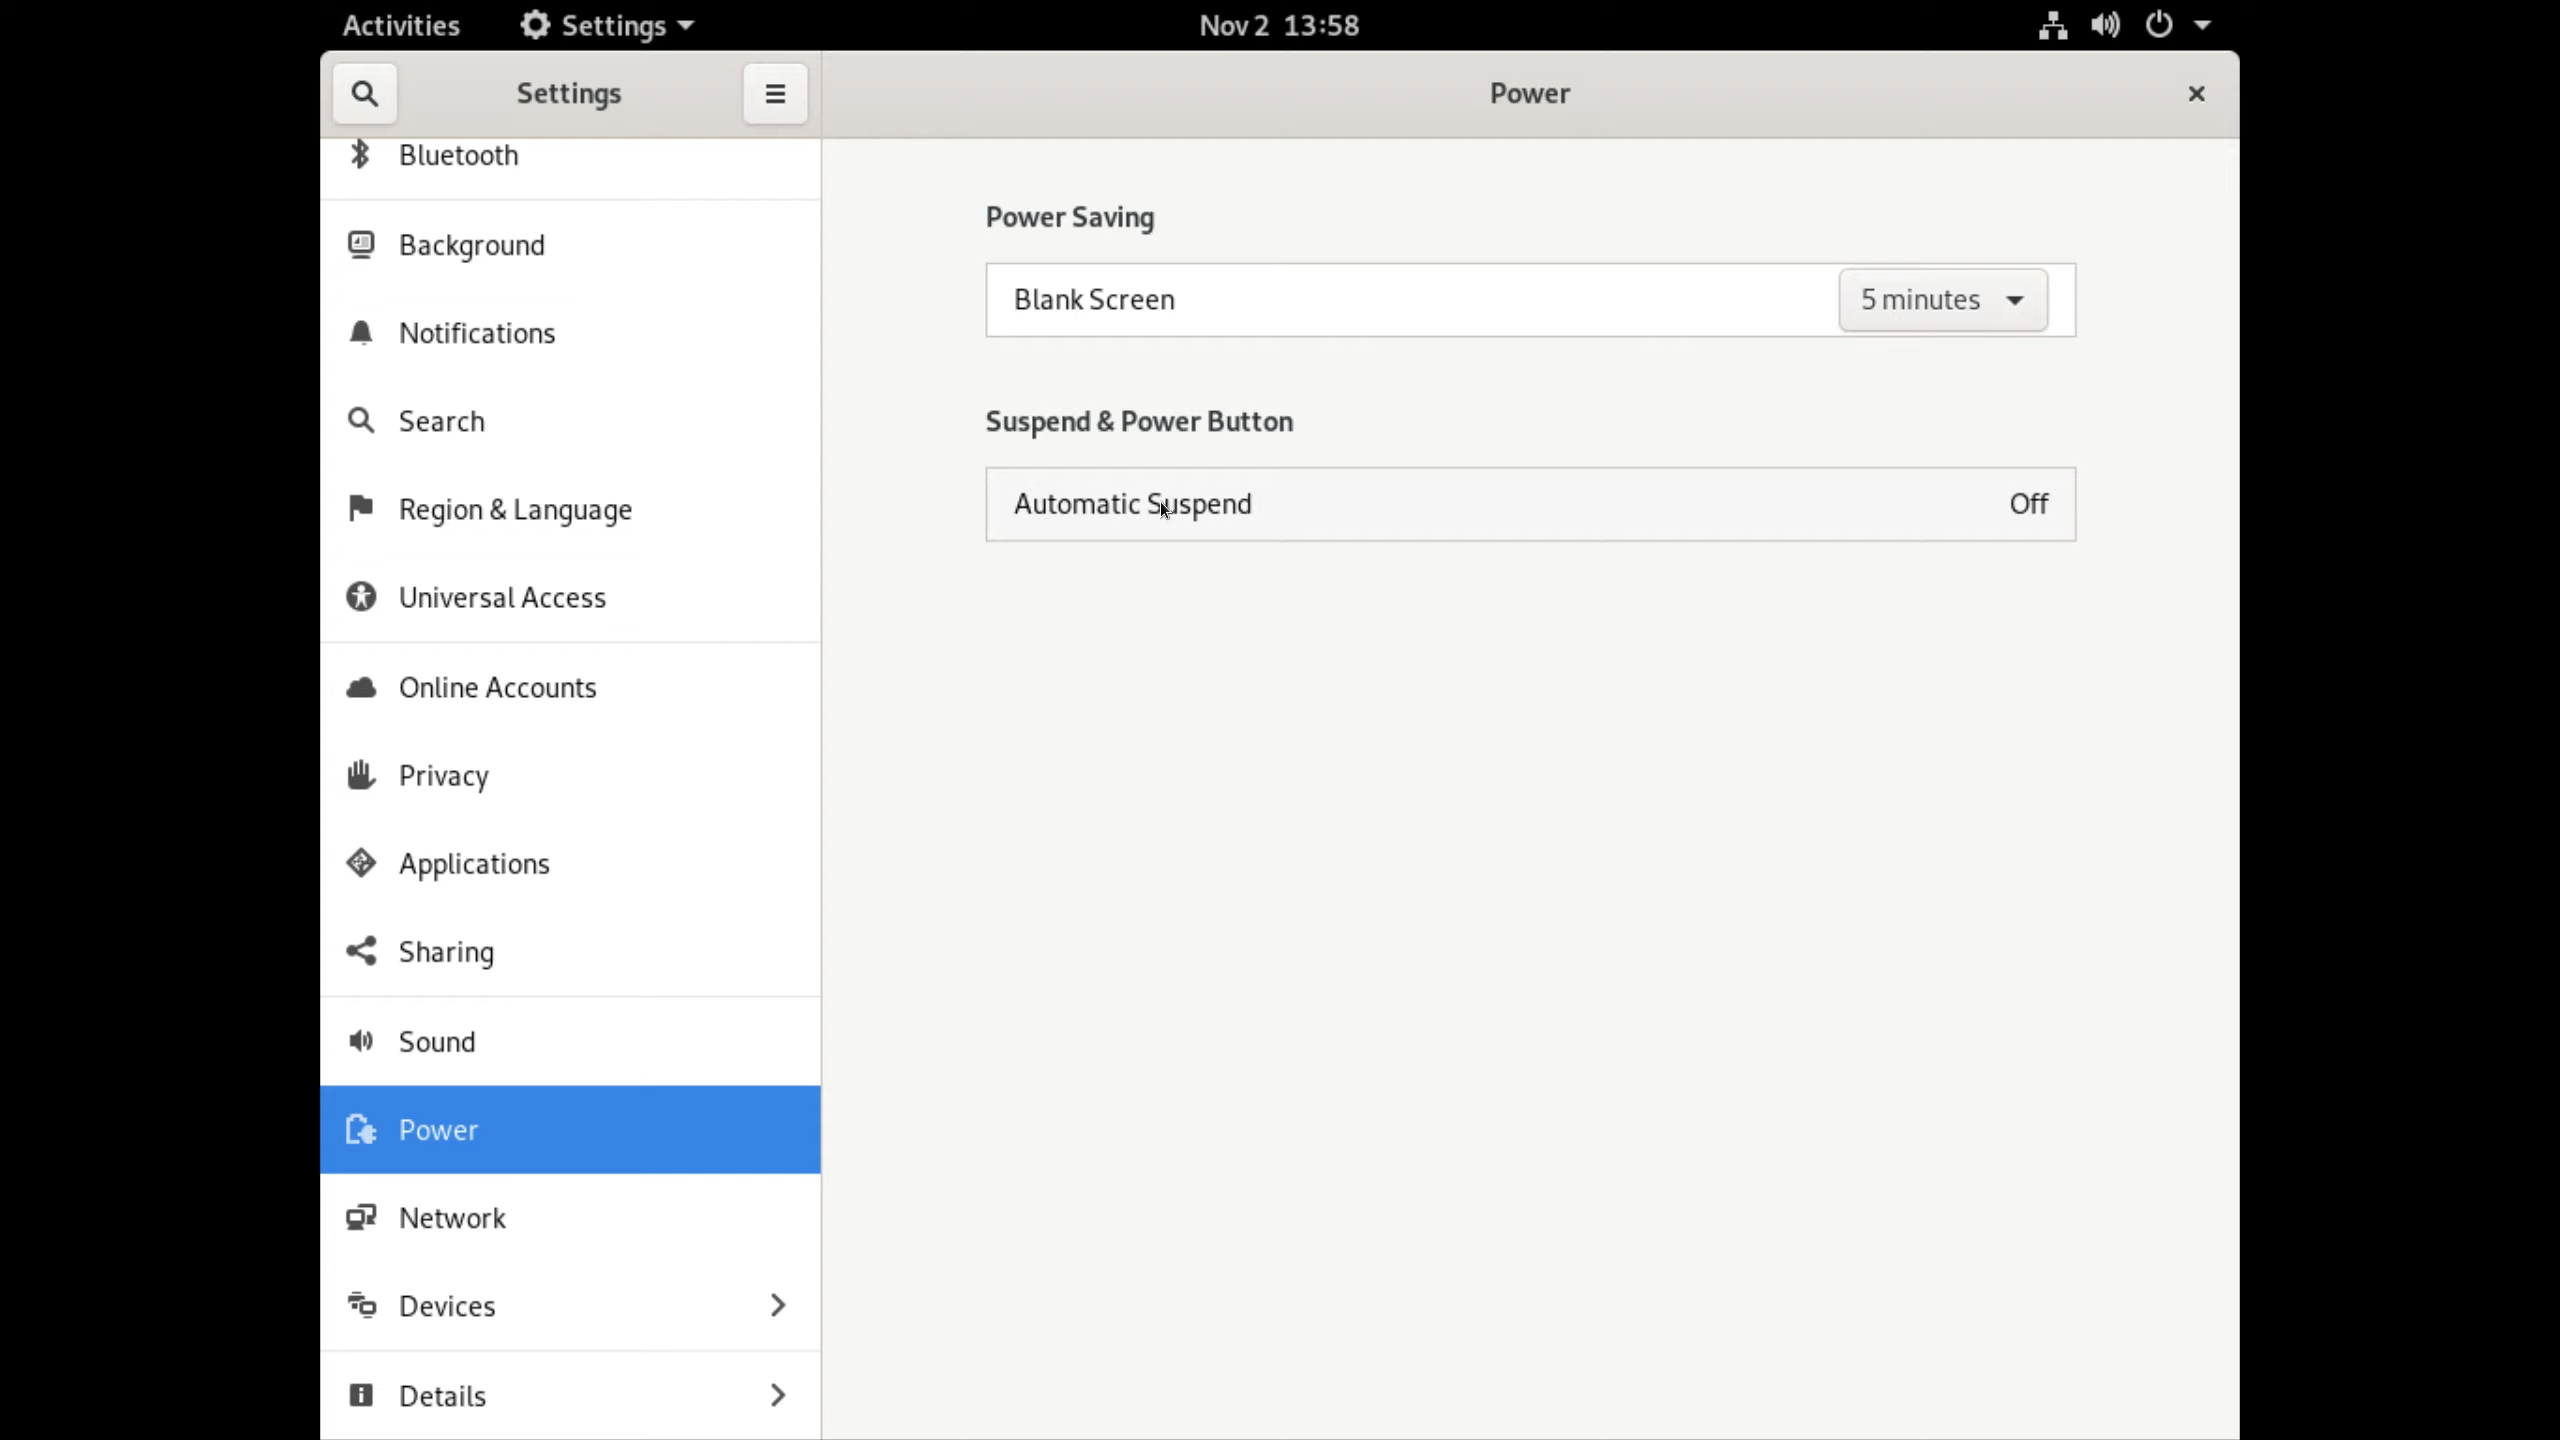 Activities
Settings
Nov 2 13:58
Settings
Power
Bluetooth
Background
Notifications
Search
Region & Language
Universal Access
Online Accounts
Privacy
Applications
Sharing
Sound
Power
Network
Devices
Details
Power Saving
Blank Screen
5 minutes
Suspend & Power Button
Automatic Suspend
Off